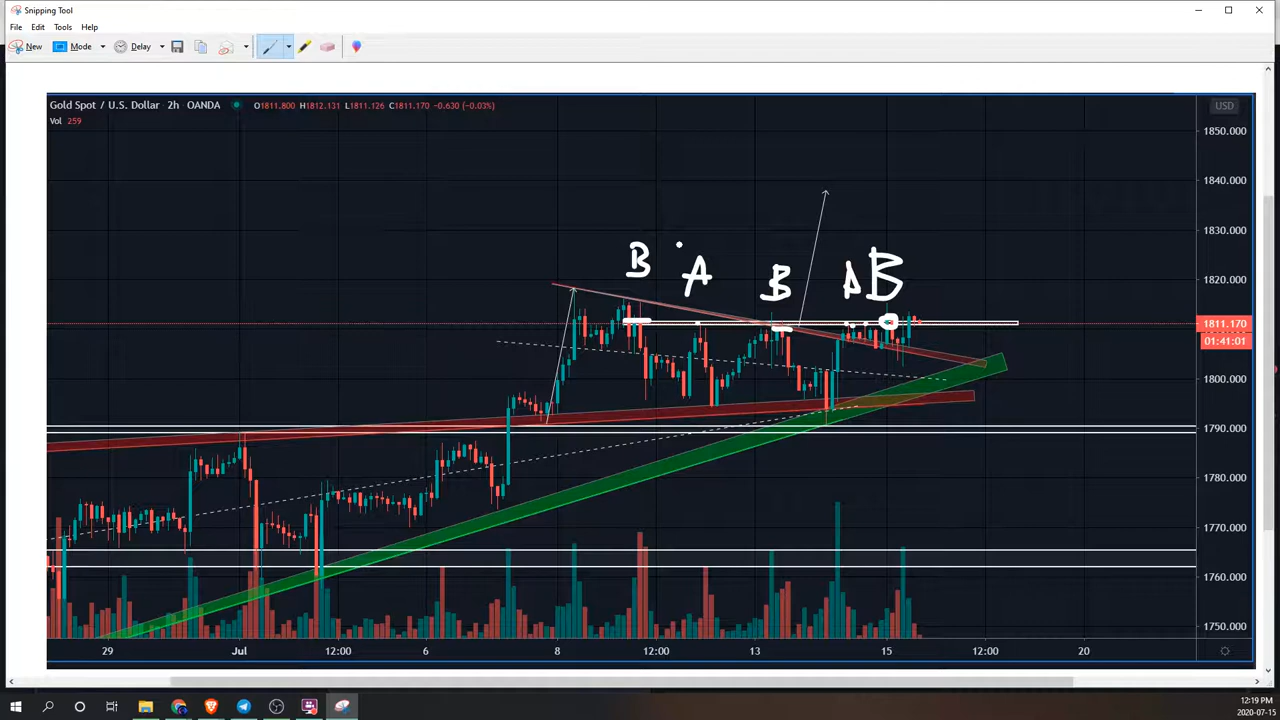 Snipping Tool
File Edit Tools Help
New Mode Delay
Gold Spot / U.S. Dollar · 2h · OANDA O1811.800 H1812.131 L1811.126 C1811.170 -0.630 (-0.03%)
USD
Vol 259
1850.000
1840.000
1830.000
B A B A B
1820.000
1811.170
01:41:01
1800.000
1790.000
1780.000
1770.000
1760.000
1750.000
29 Jul 12:00 6 8 12:00 13 15 12:00 20
12:19 PM
2020-07-15